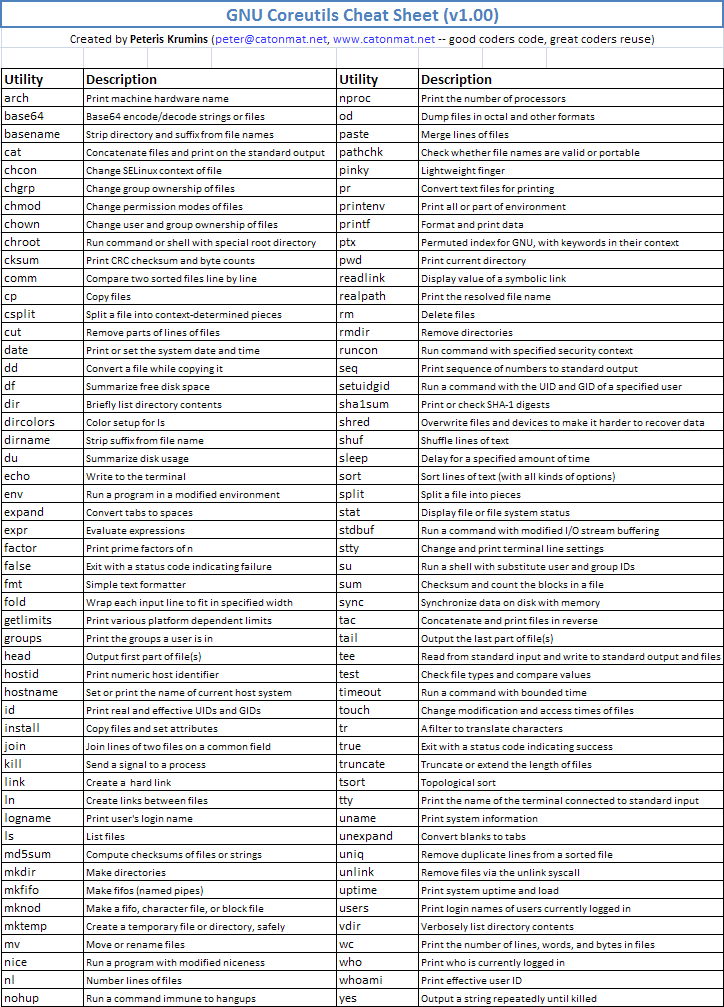 GNU Coreutils Cheat Sheet (v1.00)
Created by Peteris Krumins (peter@catonmat.net, www.catonmat.net -- good coders code, great coders reuse)
Utility Description Utility Description
arch Print machine hardware name nproc Print the number of processors
base64 Base64 encode/decode strings or files od Dump files in octal and other formats
basename Strip directory and suffix from file names paste Merge lines of files
cat Concatenate files and print on the standard output pathchk Check whether file names are valid or portable
chcon Change SELinux context of file pinky Lightweight finger
chgrp Change group ownership of files pr Convert text files for printing
chmod Change permission modes of files printenv Print all or part of environment
chown Change user and group ownership of files printf Format and print data
chroot Run command or shell with special root directory ptx Permuted index for GNU, with keywords in their context
cksum Print CRC checksum and byte counts pwd Print current directory
comm Compare two sorted files line by line readlink Display value of a symbolic link
cp Copy files realpath Print the resolved file name
csplit Split a file into context-determined pieces rm Delete files
cut Remove parts of lines of files rmdir Remove directories
date Print or set the system date and time runcon Run command with specified security context
dd Convert a file while copying it seq Print sequence of numbers to standard output
df Summarize free disk space setuidgid Run a command with the UID and GID of a specified user
dir Briefly list directory contents sha1sum Print or check SHA-1 digests
dircolors Color setup for ls shred Overwrite files and devices to make it harder to recover data
dirname Strip suffix from file name shuf Shuffle lines of text
du Summarize disk usage sleep Delay for a specified amount of time
echo Write to the terminal sort Sort lines of text (with all kinds of options)
env Run a program in a modified environment split Split a file into pieces
expand Convert tabs to spaces stat Display file or file system status
expr Evaluate expressions stdbuf Run a command with modified I/O stream buffering
factor Print prime factors of n stty Change and print terminal line settings
false Exit with a status code indicating failure su Run a shell with substitute user and group IDs
fmt Simple text formatter sum Checksum and count the blocks in a file
fold Wrap each input line to fit in specified width sync Synchronize data on disk with memory
getlimits Print various platform dependent limits tac Concatenate and print files in reverse
groups Print the groups a user is in tail Output the last part of file(s)
head Output first part of file(s) tee Read from standard input and write to standard output and files
hostid Print numeric host identifier test Check file types and compare values
hostname Set or print the name of current host system timeout Run a command with bounded time
id Print real and effective UIDs and GIDs touch Change modification and access times of files
install Copy files and set attributes tr A filter to translate characters
join Join lines of two files on a common field true Exit with a status code indicating success
kill Send a signal to a process truncate Truncate or extend the length of files
link Create a hard link tsort Topological sort
ln Create links between files tty Print the name of the terminal connected to standard input
logname Print user's login name uname Print system information
ls List files unexpand Convert blanks to tabs
md5sum Compute checksums of files or strings uniq Remove duplicate lines from a sorted file
mkdir Make directories unlink Remove files via the unlink syscall
mkfifo Make fifos (named pipes) uptime Print system uptime and load
mknod Make a fifo, character file, or block file users Print login names of users currently logged in
mktemp Create a temporary file or directory, safely vdir Verbosely list directory contents
mv Move or rename files wc Print the number of lines, words, and bytes in files
nice Run a program with modified niceness who Print who is currently logged in
nl Number lines of files whoami Print effective user ID
nohup Run a command immune to hangups yes Output a string repeatedly until killed